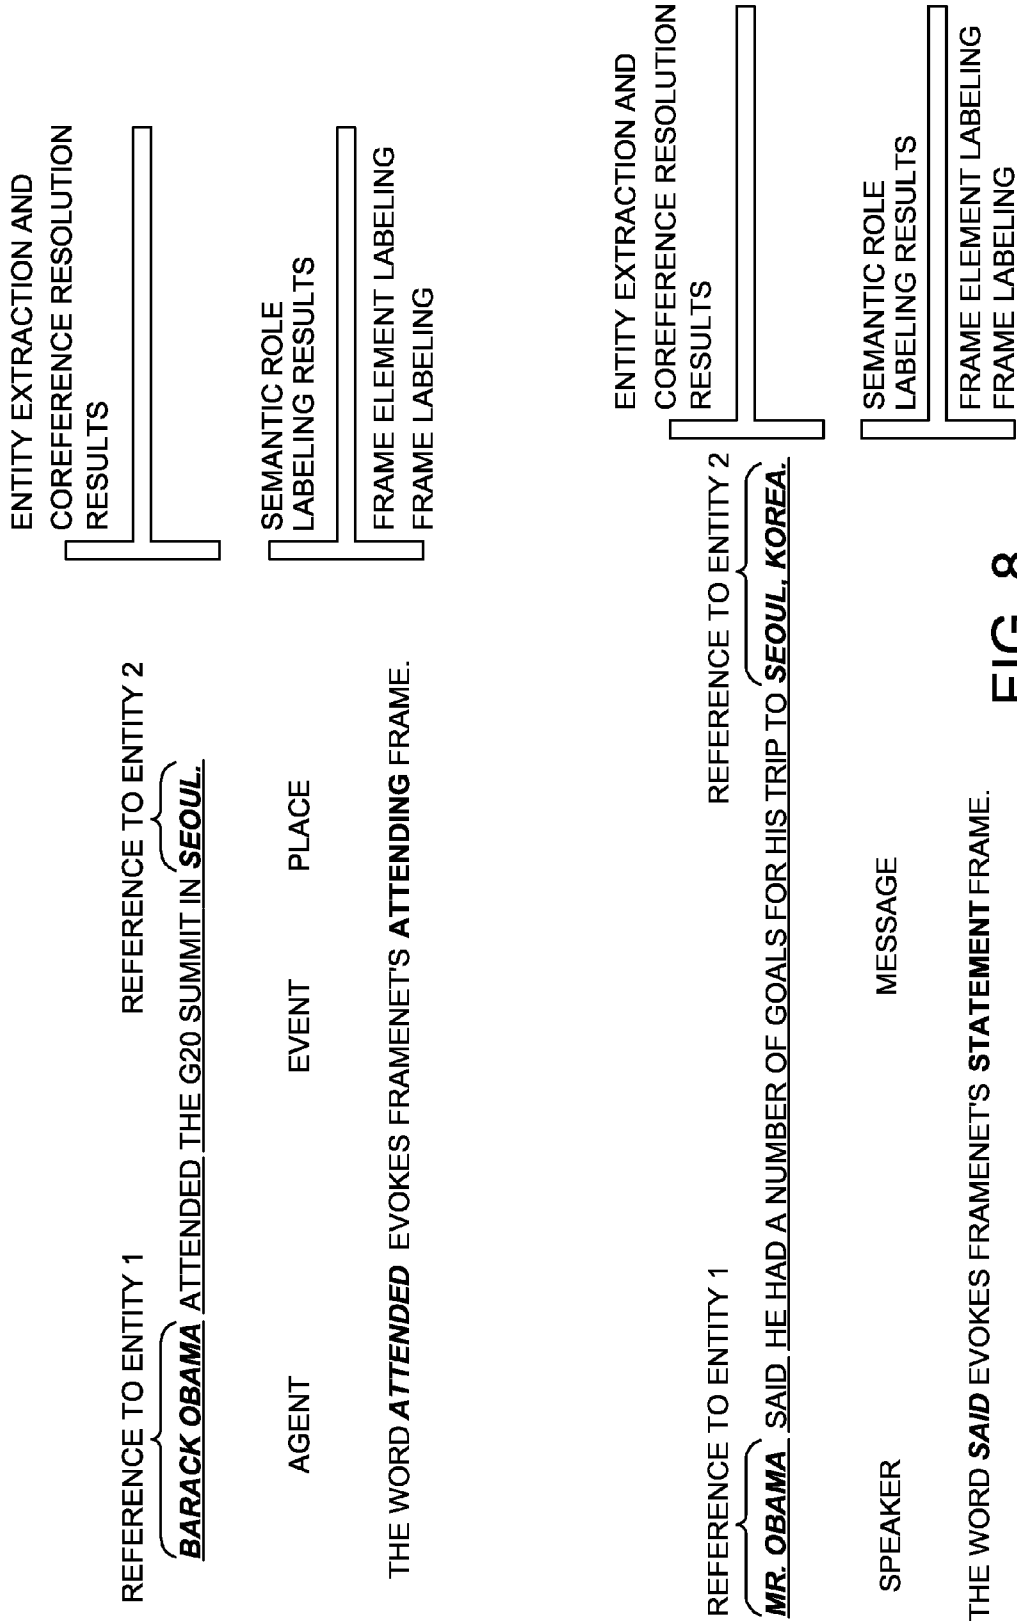 REFERENCE TO ENTITY 1
REFERENCE TO ENTITY 2
BARACK OBAMA ATTENDED THE G20 SUMMIT IN SEOUL.
AGENT
EVENT
PLACE
THE WORD ATTENDED EVOKES FRAMENET'S ATTENDING FRAME.
ENTITY EXTRACTION AND
COREFERENCE RESOLUTION
RESULTS
SEMANTIC ROLE
LABELING RESULTS
FRAME ELEMENT LABELING
FRAME LABELING
REFERENCE TO ENTITY 1
REFERENCE TO ENTITY 2
MR. OBAMA SAID HE HAD A NUMBER OF GOALS FOR HIS TRIP TO SEOUL, KOREA.
SPEAKER
MESSAGE
THE WORD SAID EVOKES FRAMENET'S STATEMENT FRAME.
ENTITY EXTRACTION AND
COREFERENCE RESOLUTION
RESULTS
SEMANTIC ROLE
LABELING RESULTS
FRAME ELEMENT LABELING
FRAME LABELING
FIG. 8